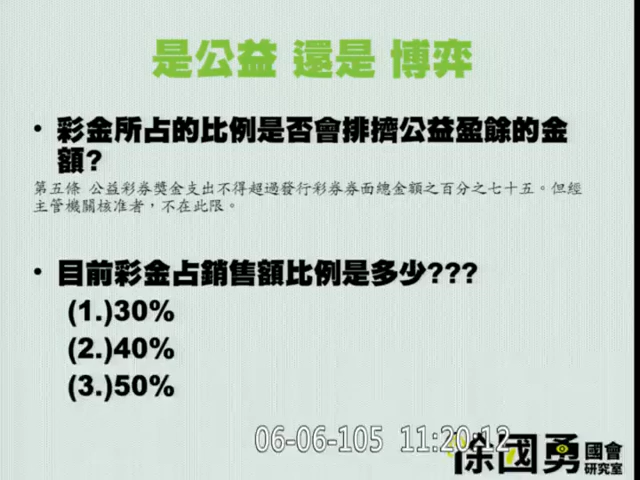 是公益 還是 博弈
• 彩金所占的比例是否會排擠公益盈餘的金
額?
第五條 公益彩券獎金支出不得超過發行彩券券面總金額之百分之七十五。但經
主管機關核准者，不在此限。
• 目前彩金占銷售額比例是多少???
(1.)30%
(2.)40%
(3.)50%
06-06-105 11:20:12
徐國勇 國會
研究室